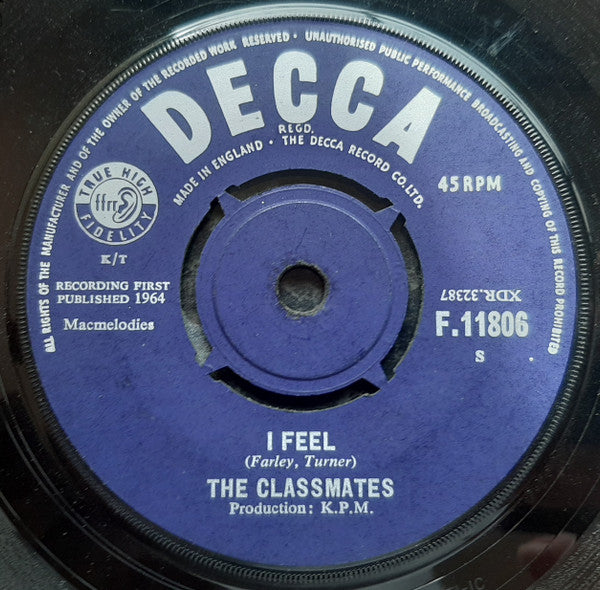 ALL RIGHTS OF THE MANUFACTURER AND OF THE OWNER OF THE RECORDED WORK RESERVED • UNAUTHORISED PUBLIC PERFORMANCE BROADCASTING AND COPYING OF THIS RECORD PROHIBITED
DECCA
REGD.
MADE IN ENGLAND • THE DECCA RECORD CO. LTD.
TRUE HIGH
ffrr
FIDELITY
45 RPM
K/T
RECORDING FIRST
PUBLISHED 1964
Macmelodies
XDR.32387
F.11806
S
I FEEL
(Farley, Turner)
THE CLASSMATES
Production: K.P.M.